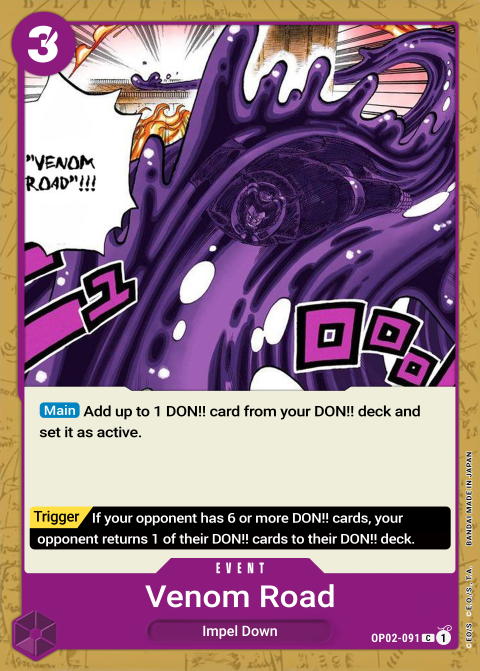 3
"VENOM
ROAD"!!!
Main Add up to 1 DON!! card from your DON!! deck and
set it as active.
Trigger If your opponent has 6 or more DON!! cards, your
opponent returns 1 of their DON!! cards to their DON!! deck.
EVENT
Venom Road
Impel Down
OP02-091 C 1
©E.O/S. ©E.O./S.,T.A. BANDAI MADE IN JAPAN